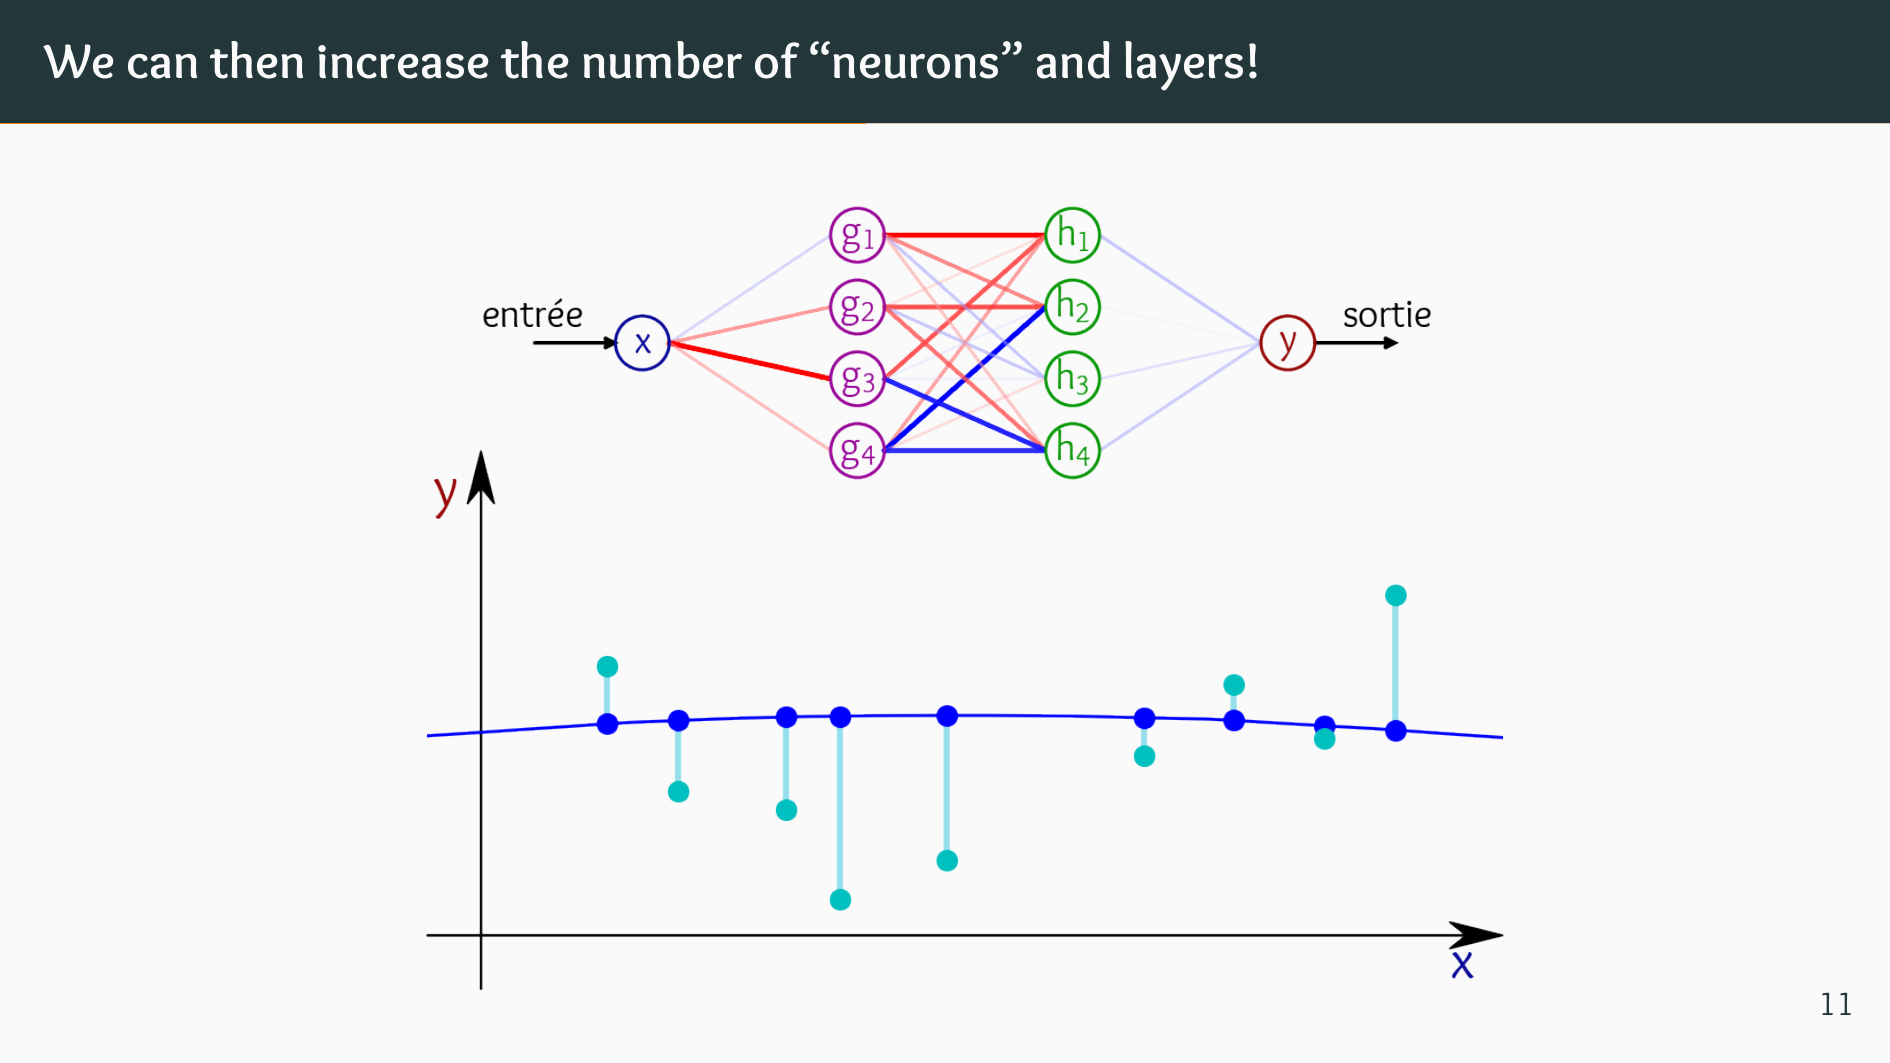 We can then increase the number of “neurons” and layers!
g1 h1
entrée g2 h2 sortie
x y
g3 h3
g4 h4
y
x
11